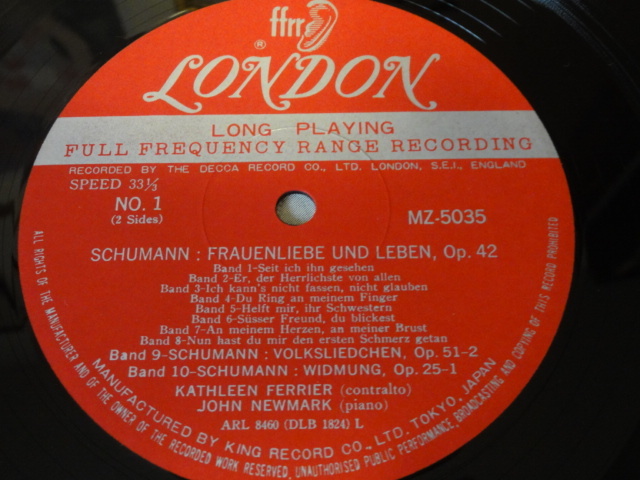 ffrr
® LONDON
LONG PLAYING
FULL FREQUENCY RANGE RECORDING
RECORDED BY THE DECCA RECORD CO., LTD. LONDON, S.E.I., ENGLAND
SPEED 33⅓
NO. 1
(2 Sides)
MZ-5035
SCHUMANN : FRAUENLIEBE UND LEBEN, Op. 42
Band 1-Seit ich ihn gesehen
Band 2-Er, der Herrlichste von allen
Band 3-Ich kann's nicht fassen, nicht glauben
Band 4-Du Ring an meinem Finger
Band 5-Helft mir, ihr Schwestern
Band 6-Süsser Freund, du blickest
Band 7-An meinem Herzen, an meiner Brust
Band 8-Nun hast du mir den ersten Schmerz getan
Band 9-SCHUMANN : VOLKSLIEDCHEN, Op. 51-2
Band 10-SCHUMANN : WIDMUNG, Op. 25-1
KATHLEEN FERRIER (contralto)
JOHN NEWMARK (piano)
ARL 8460 (DLB 1824) L
MANUFACTURED BY KING RECORD CO., LTD. TOKYO, JAPAN
ALL RIGHTS OF THE MANUFACTURER AND OF THE OWNER OF THE RECORDED WORK RESERVED, UNAUTHORISED PUBLIC PERFORMANCE, BROADCASTING AND COPYING OF THIS RECORD PROHIBITED